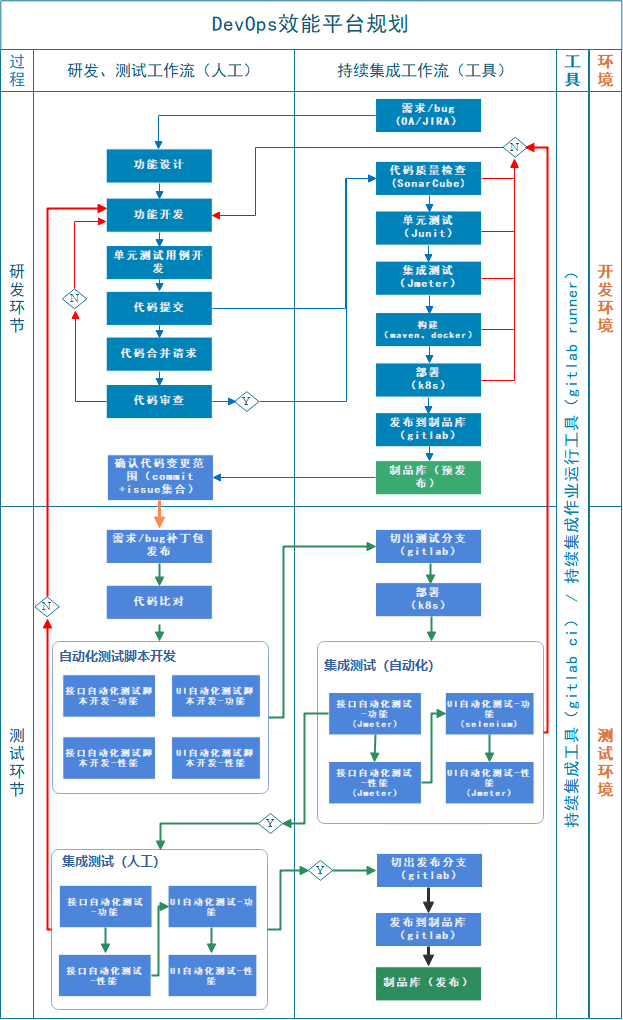 DevOps效能平台规划
过程
研发、测试工作流（人工）
持续集成工作流（工具）
工具
环境
研发环节
需求/bug
(OA/JIRA)
功能设计
N
代码质量检查
(SonarCube)
功能开发
单元测试
（Junit）
单元测试用例开
发
集成测试
（Jmeter）
N
代码提交
构建
（maven、docker）
代码合并请求
部署
（k8s）
代码审查
Y
发布到制品库
（gitlab）
确认代码变更范
围（commit
+issue集合）
制品库（预发
布）
持续集成工具（gitlab ci） / 持续集成作业运行工具（gitlab runner）
开发环境
测试环节
需求/bug补丁包
发布
切出测试分支
（gitlab）
代码比对
部署
（k8s）
N
自动化测试脚本开发
接口自动化测试脚
本开发-功能
UI自动化测试脚
本开发-功能
接口自动化测试脚
本开发-性能
UI自动化测试脚
本开发-性能
集成测试（自动化）
接口自动化测试
-功能
（Jmeter）
UI自动化测试-功
能
（selenium）
接口自动化测试
-性能
（Jmeter）
UI自动化测试-性
能
（Jmeter）
Y
集成测试（人工）
接口自动化测试
-功能
UI自动化测试-功
能
接口自动化测试
-性能
UI自动化测试-性
能
Y
切出发布分支
（gitlab）
发布到制品库
（gitlab）
制品库（发布）
测试环境